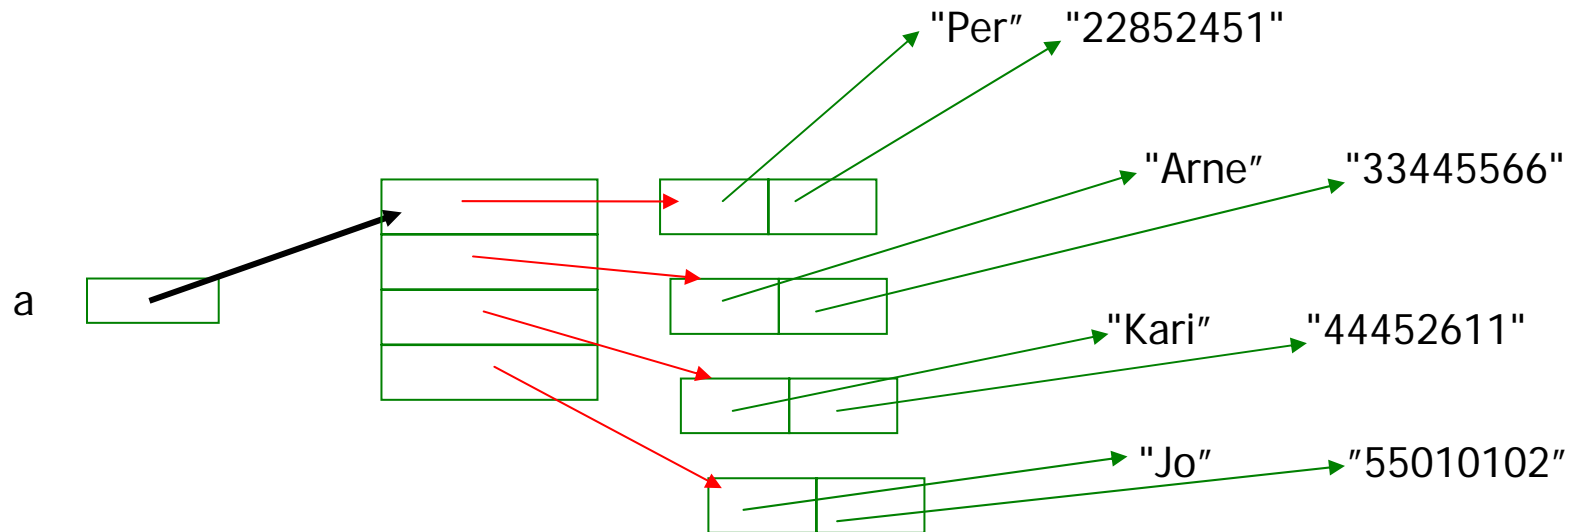 "Per″ "22852451"
"Arne″ "33445566"
a
"Kari″ "44452611"
"Jo″ ″55010102″